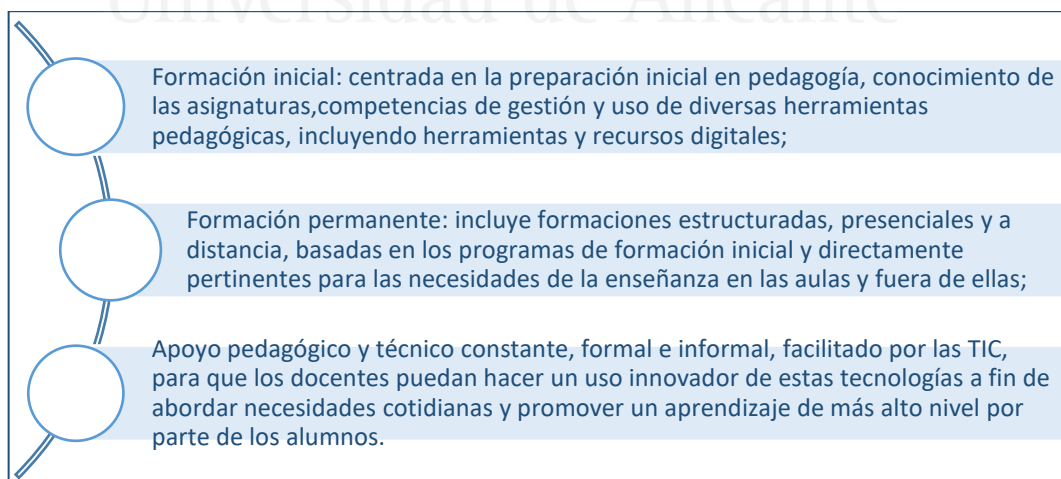 Universidad de Alicante
Formación inicial: centrada en la preparación inicial en pedagogía, conocimiento de
las asignaturas,competencias de gestión y uso de diversas herramientas
pedagógicas, incluyendo herramientas y recursos digitales;
Formación permanente: incluye formaciones estructuradas, presenciales y a
distancia, basadas en los programas de formación inicial y directamente
pertinentes para las necesidades de la enseñanza en las aulas y fuera de ellas;
Apoyo pedagógico y técnico constante, formal e informal, facilitado por las TIC,
para que los docentes puedan hacer un uso innovador de estas tecnologías a fin de
abordar necesidades cotidianas y promover un aprendizaje de más alto nivel por
parte de los alumnos.